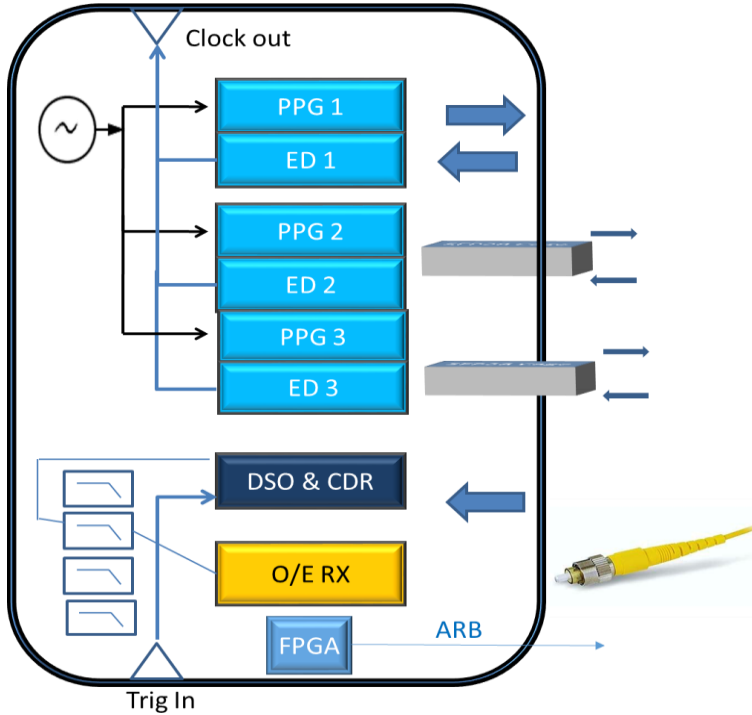 Clock out
PPG 1
ED 1
PPG 2
ED 2
PPG 3
ED 3
DSO & CDR
O/E RX
FPGA
ARB
Trig In